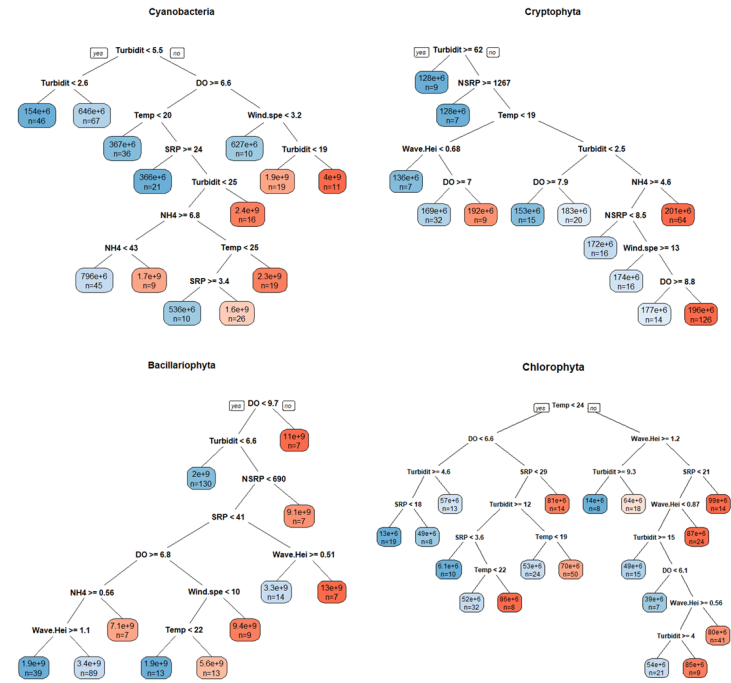 Cyanobacteria
yes Turbidit < 5.5 no
Turbidit < 2.6
DO >= 6.6
154e+6
n=46
646e+6
n=67
Temp < 20
Wind.spe < 3.2
367e+6
n=36
SRP >= 24
627e+6
n=10
Turbidit < 19
366e+6
n=21
Turbidit < 25
1.9e+9
n=19
4e+9
n=11
NH4 >= 6.8
2.4e+9
n=16
NH4 < 43
Temp < 25
796e+6
n=45
1.7e+9
n=9
SRP >= 3.4
2.3e+9
n=19
536e+6
n=10
1.6e+9
n=26
Cryptophyta
yes Turbidit >= 62 no
128e+6
n=9
NSRP >= 1267
128e+6
n=7
Temp < 19
Wave.Hei < 0.68
Turbidit < 2.5
136e+6
n=7
DO >= 7
DO >= 7.9
NH4 >= 4.6
169e+6
n=32
192e+6
n=9
153e+6
n=15
183e+6
n=20
NSRP < 8.5
201e+6
n=64
172e+6
n=16
Wind.spe >= 13
174e+6
n=16
DO >= 8.8
177e+6
n=14
196e+6
n=126
Bacillariophyta
yes DO < 9.7 no
Turbidit < 6.6
11e+9
n=7
2e+9
n=130
NSRP < 690
SRP < 41
9.1e+9
n=7
DO >= 6.8
Wave.Hei >= 0.51
NH4 >= 0.56
Wind.spe < 10
3.3e+9
n=14
13e+9
n=7
Wave.Hei >= 1.1
7.1e+9
n=7
Temp < 22
9.4e+9
n=9
1.9e+9
n=39
3.4e+9
n=89
1.9e+9
n=13
5.6e+9
n=13
Chlorophyta
yes Temp < 24 no
DO < 6.6
Wave.Hei >= 1.2
Turbidit >= 4.6
SRP < 29
Turbidit >= 9.3
SRP < 21
SRP < 18
57e+6
n=13
Turbidit >= 12
81e+6
n=14
14e+6
n=8
64e+6
n=18
Wave.Hei < 0.87
99e+6
n=14
13e+6
n=19
49e+6
n=8
SRP < 3.6
Temp < 19
Turbidit >= 15
87e+6
n=24
6.1e+6
n=10
Temp < 22
53e+6
n=24
70e+6
n=50
49e+6
n=15
DO < 6.1
52e+6
n=32
86e+6
n=8
39e+6
n=7
Wave.Hei >= 0.56
Turbidit >= 4
80e+6
n=41
54e+6
n=21
85e+6
n=9